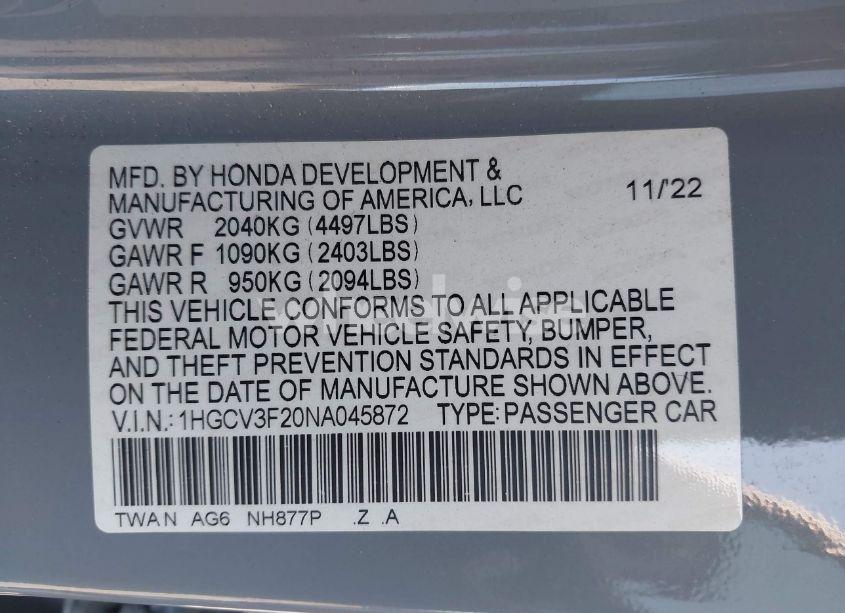 MFD. BY HONDA DEVELOPMENT &
MANUFACTURING OF AMERICA, LLC 11/'22
GVWR 2040KG (4497LBS)
GAWR F 1090KG (2403LBS)
GAWR R 950KG (2094LBS)
THIS VEHICLE CONFORMS TO ALL APPLICABLE
FEDERAL MOTOR VEHICLE SAFETY, BUMPER,
AND THEFT PREVENTION STANDARDS IN EFFECT
ON THE DATE OF MANUFACTURE SHOWN ABOVE.
V.I.N.: 1HGCV3F20NA045872 TYPE: PASSENGER CAR
TWAN AG6 NH877P .Z .A